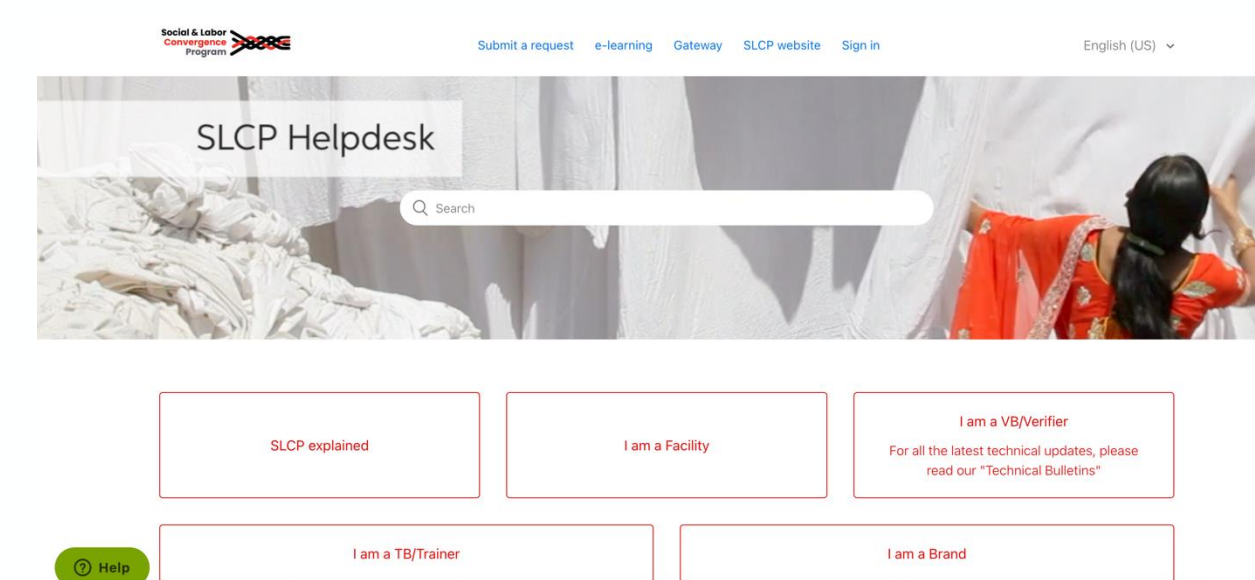 Social & Labor
Convergence
Program
Submit a request e-learning Gateway SLCP website Sign in
English (US)
SLCP Helpdesk
Search
SLCP explained
I am a Facility
I am a VB/Verifier
For all the latest technical updates, please
read our "Technical Bulletins"
I am a TB/Trainer
I am a Brand
Help